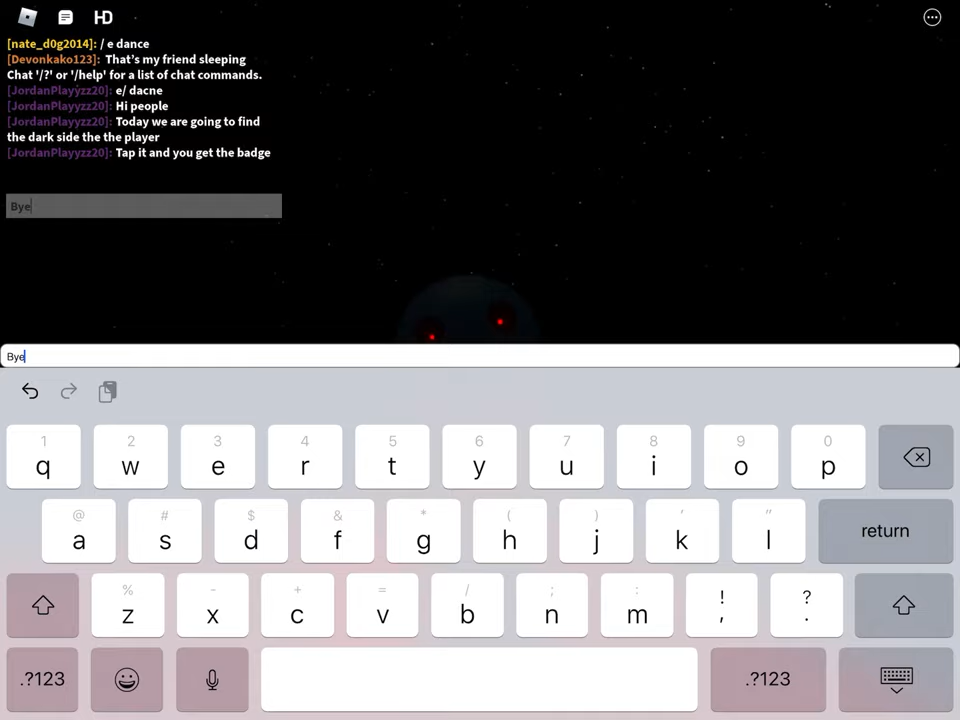 HD
[nate_d0g2014]: / e dance
[Devonkako123]: That's my friend sleeping
Chat '/?' or '/help' for a list of chat commands.
[JordanPlayyzz20]: e/ dacne
[JordanPlayyzz20]: Hi people
[JordanPlayyzz20]: Today we are going to find
the dark side the the player
[JordanPlayyzz20]: Tap it and you get the badge
Bye
Bye
1 2 3 4 5 6 7 8 9 0
q w e r t y u i o p
@ # $ & * ( ) ' "
a s d f g h j k l return
% - + = / ; : ! ?
z x c v b n m , .
.?123 .?123